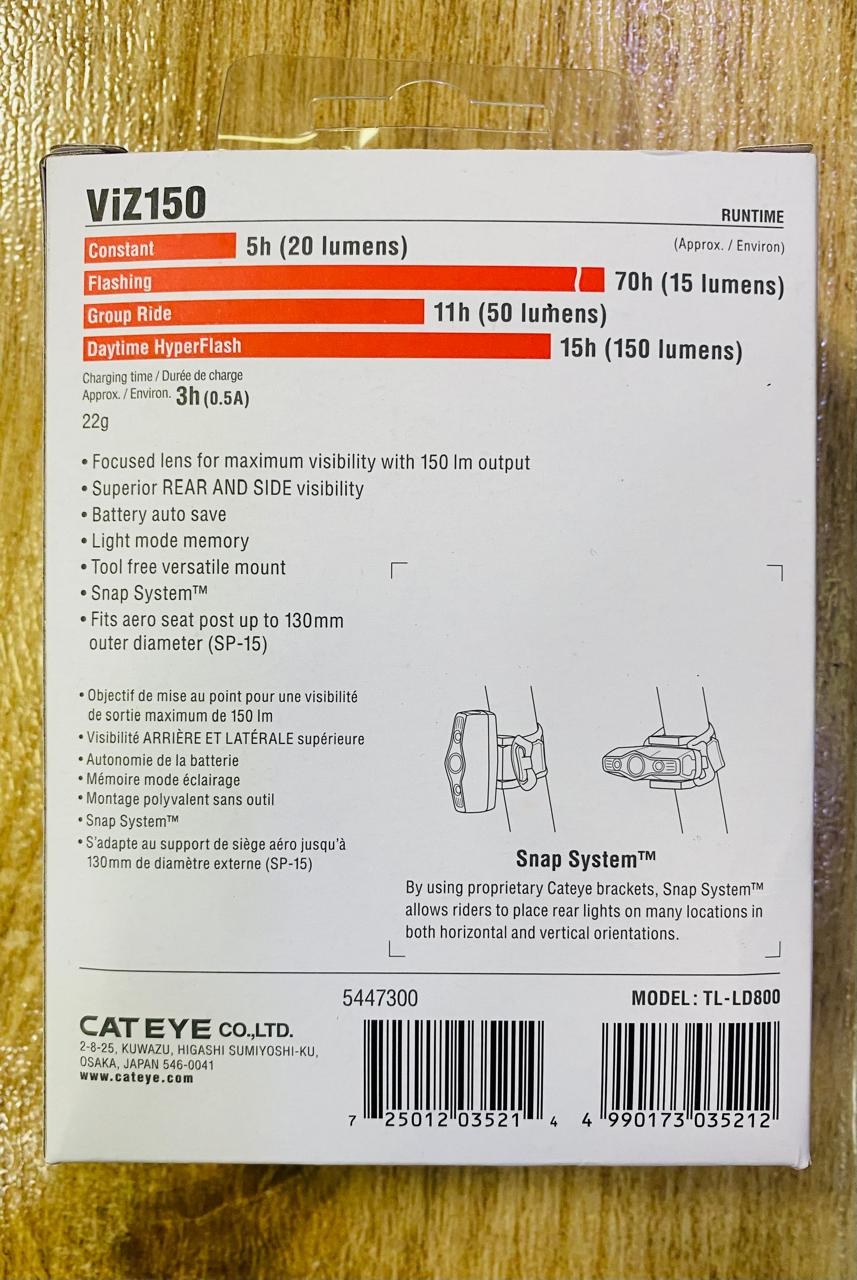 ViZ150
RUNTIME
(Approx. / Environ)
Constant 5h (20 lumens)
Flashing 70h (15 lumens)
Group Ride 11h (50 lumens)
Daytime HyperFlash 15h (150 lumens)
Charging time / Durée de charge
Approx. / Environ. 3h (0.5A)
22g
• Focused lens for maximum visibility with 150 lm output
• Superior REAR AND SIDE visibility
• Battery auto save
• Light mode memory
• Tool free versatile mount
• Snap System™
• Fits aero seat post up to 130mm
outer diameter (SP-15)
• Objectif de mise au point pour une visibilité
de sortie maximum de 150 lm
• Visibilité ARRIÈRE ET LATÉRALE supérieure
• Autonomie de la batterie
• Mémoire mode éclairage
• Montage polyvalent sans outil
• Snap System™
• S'adapte au support de siège aéro jusqu'à
130mm de diamètre externe (SP-15)
Snap System™
By using proprietary Cateye brackets, Snap System™
allows riders to place rear lights on many locations in
both horizontal and vertical orientations.
CAT EYE CO.,LTD.
2-8-25, KUWAZU, HIGASHI SUMIYOSHI-KU,
OSAKA, JAPAN 546-0041
www.cateye.com
5447300
7 25012 03521 4
MODEL : TL-LD800
4 990173 035212